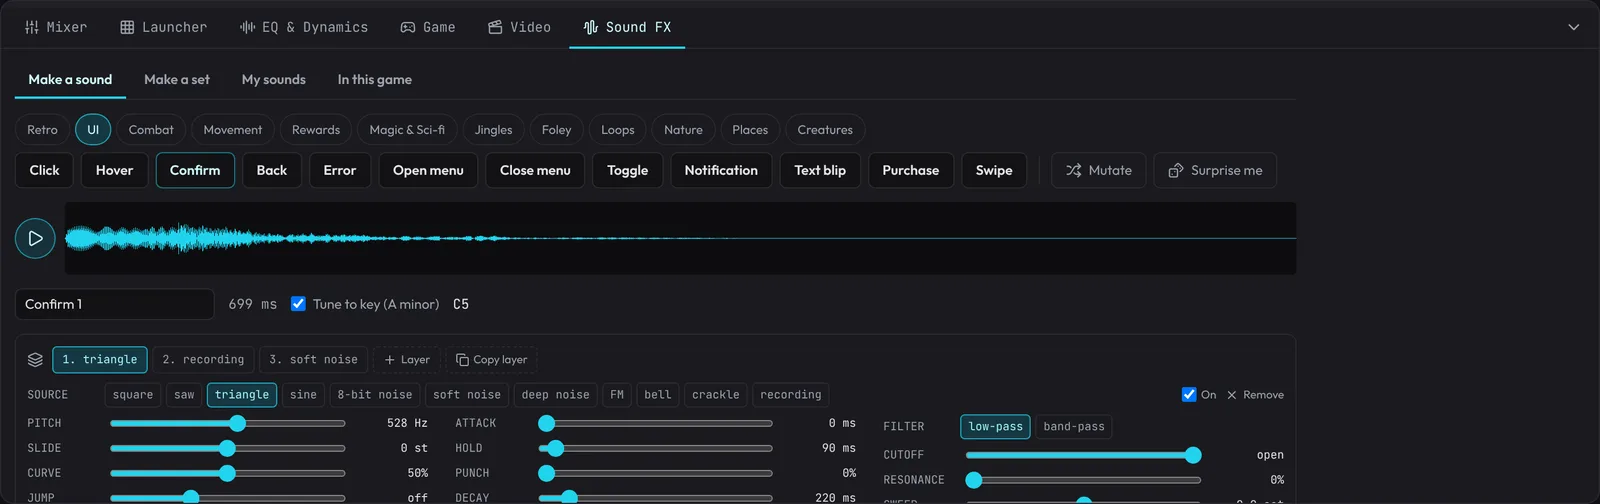 Mixer Launcher EQ & Dynamics Game Video Sound FX
Make a sound Make a set My sounds In this game
Retro UI Combat Movement Rewards Magic & Sci-fi Jingles Foley Loops Nature Places Creatures
Click Hover Confirm Back Error Open menu Close menu Toggle Notification Text blip Purchase Swipe Mutate Surprise me
Confirm 1 699 ms Tune to key (A minor) C5
1. triangle 2. recording 3. soft noise + Layer Copy layer
SOURCE square saw triangle sine 8-bit noise soft noise deep noise FM bell crackle recording On Remove
PITCH 528 Hz ATTACK 0 ms FILTER low-pass band-pass
SLIDE 0 st HOLD 90 ms CUTOFF open
CURVE 50% PUNCH 0% RESONANCE 0%
JUMP off DECAY 220 ms